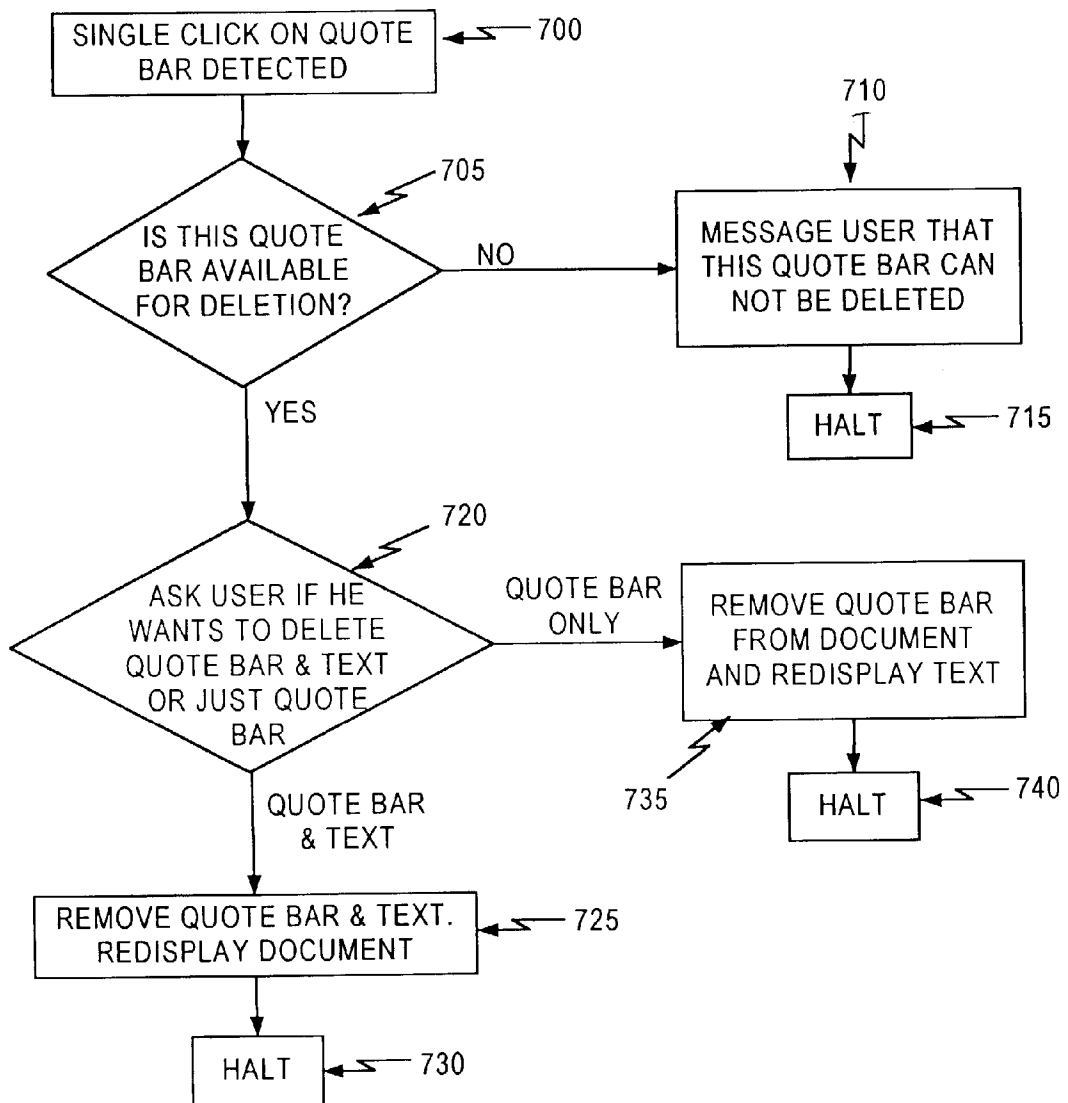 SINGLE CLICK ON QUOTE
BAR DETECTED
700
705
IS THIS QUOTE
BAR AVAILABLE
FOR DELETION?
NO
710
MESSAGE USER THAT
THIS QUOTE BAR CAN
NOT BE DELETED
HALT
715
YES
720
ASK USER IF HE
WANTS TO DELETE
QUOTE BAR & TEXT
OR JUST QUOTE
BAR
QUOTE BAR
ONLY
REMOVE QUOTE BAR
FROM DOCUMENT
AND REDISPLAY TEXT
735
HALT
740
QUOTE BAR
& TEXT
REMOVE QUOTE BAR & TEXT.
REDISPLAY DOCUMENT
725
HALT
730